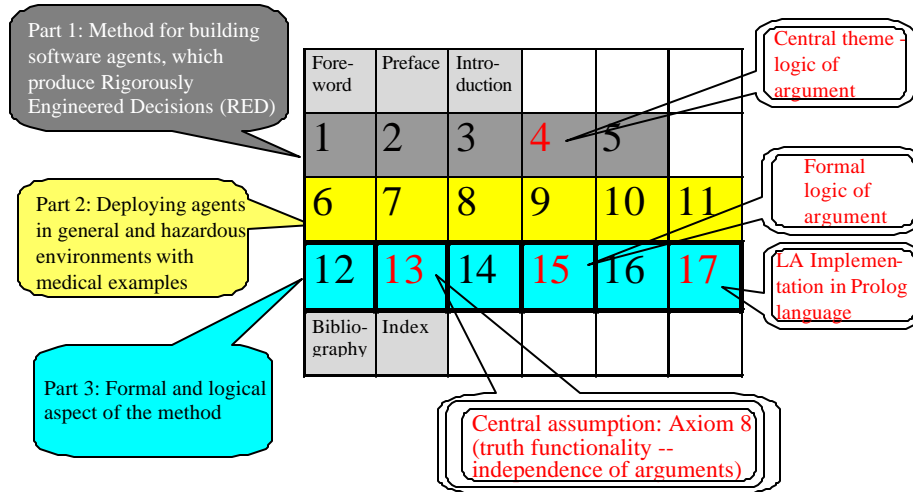 Part 1: Method for building
software agents, which
produce Rigorously
Engineered Decisions (RED)
Part 2: Deploying agents
in general and hazardous
environments with
medical examples
Part 3: Formal and logical
aspect of the method
Fore-
word
Preface
Intro-
duction
1 2 3 4 5
6 7 8 9 10 11
12 13 14 15 16 17
Biblio-
graphy
Index
Central theme -
logic of
argument
Formal
logic of
argument
LA Implemen-
tation in Prolog
language
Central assumption: Axiom 8
(truth functionality --
independence of arguments)